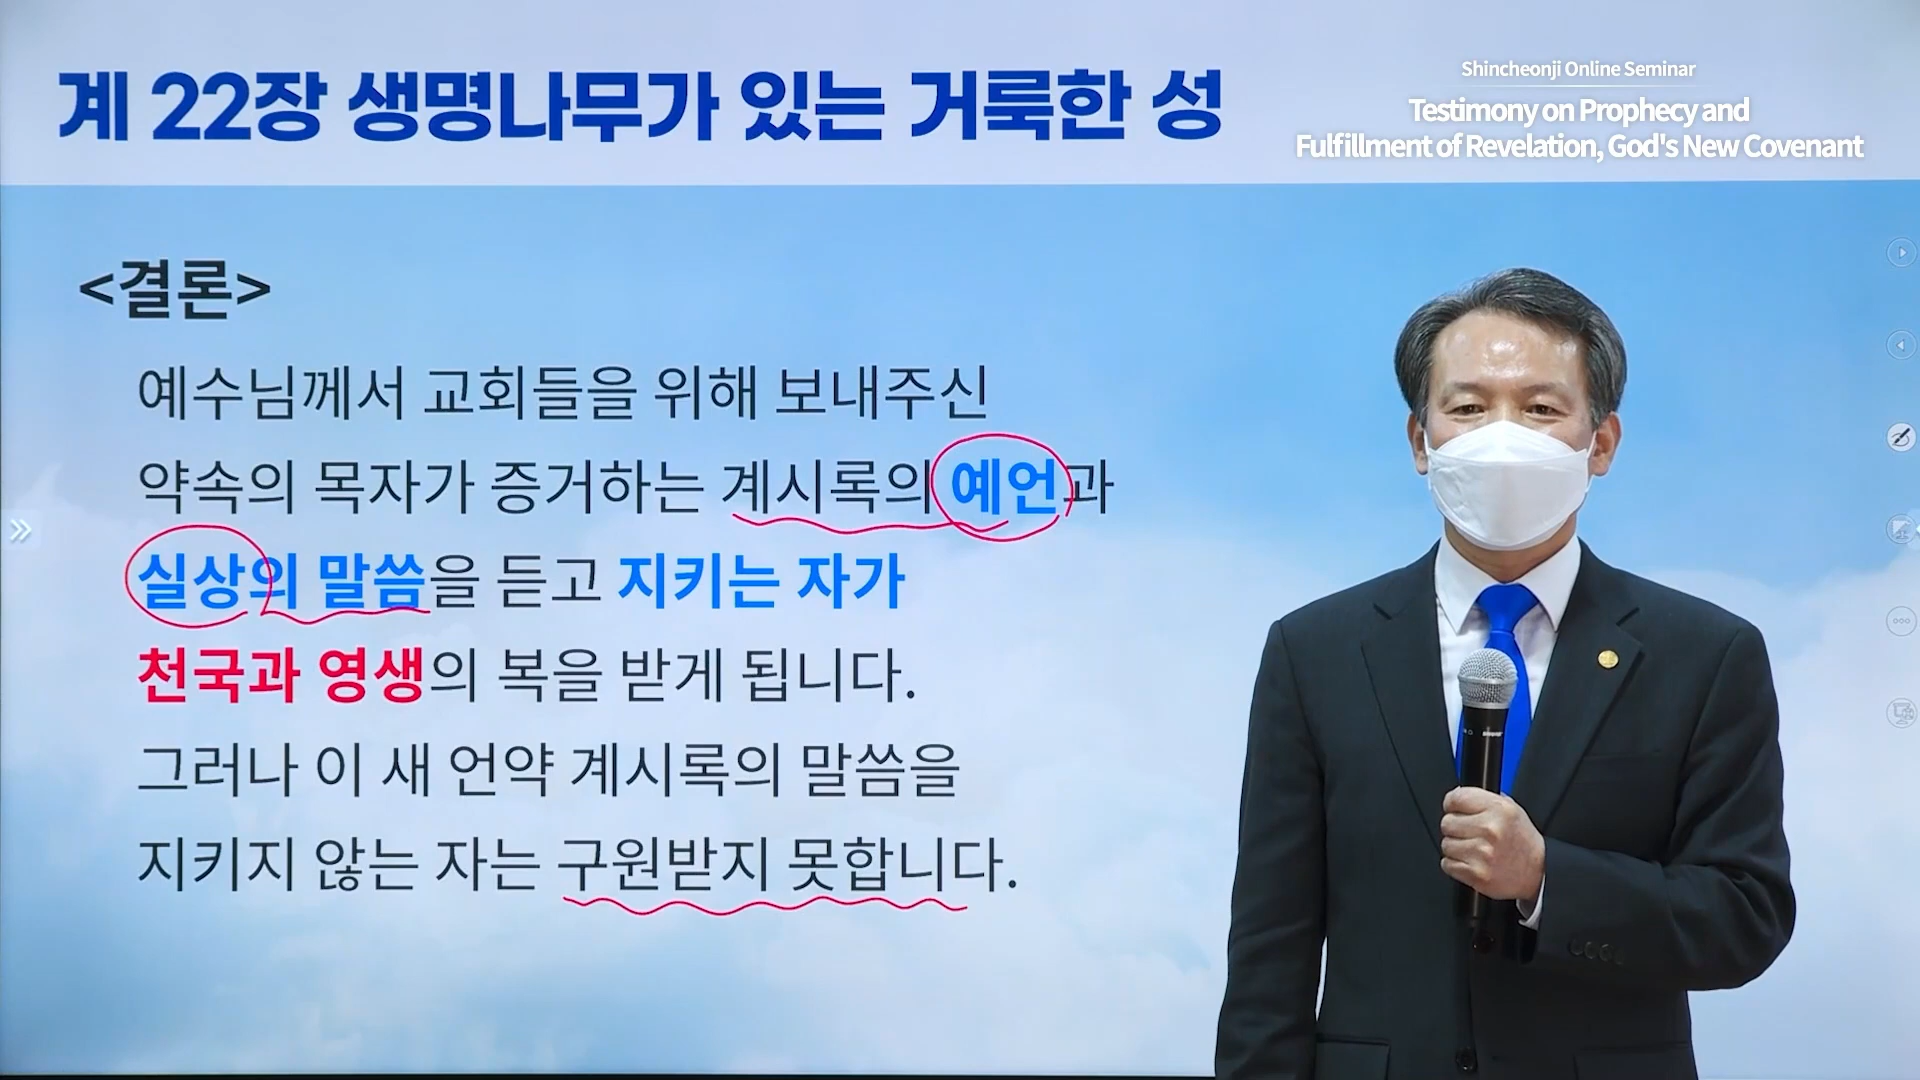 계 22장 생명나무가 있는 거룩한 성
Shincheonji Online Seminar
Testimony on Prophecy and
Fulfillment of Revelation, God's New Covenant
<결론>
예수님께서 교회들을 위해 보내주신
약속의 목자가 증거하는 계시록의 예언과
실상의 말씀을 듣고 지키는 자가
천국과 영생의 복을 받게 됩니다.
그러나 이 새 언약 계시록의 말씀을
지키지 않는 자는 구원받지 못합니다.